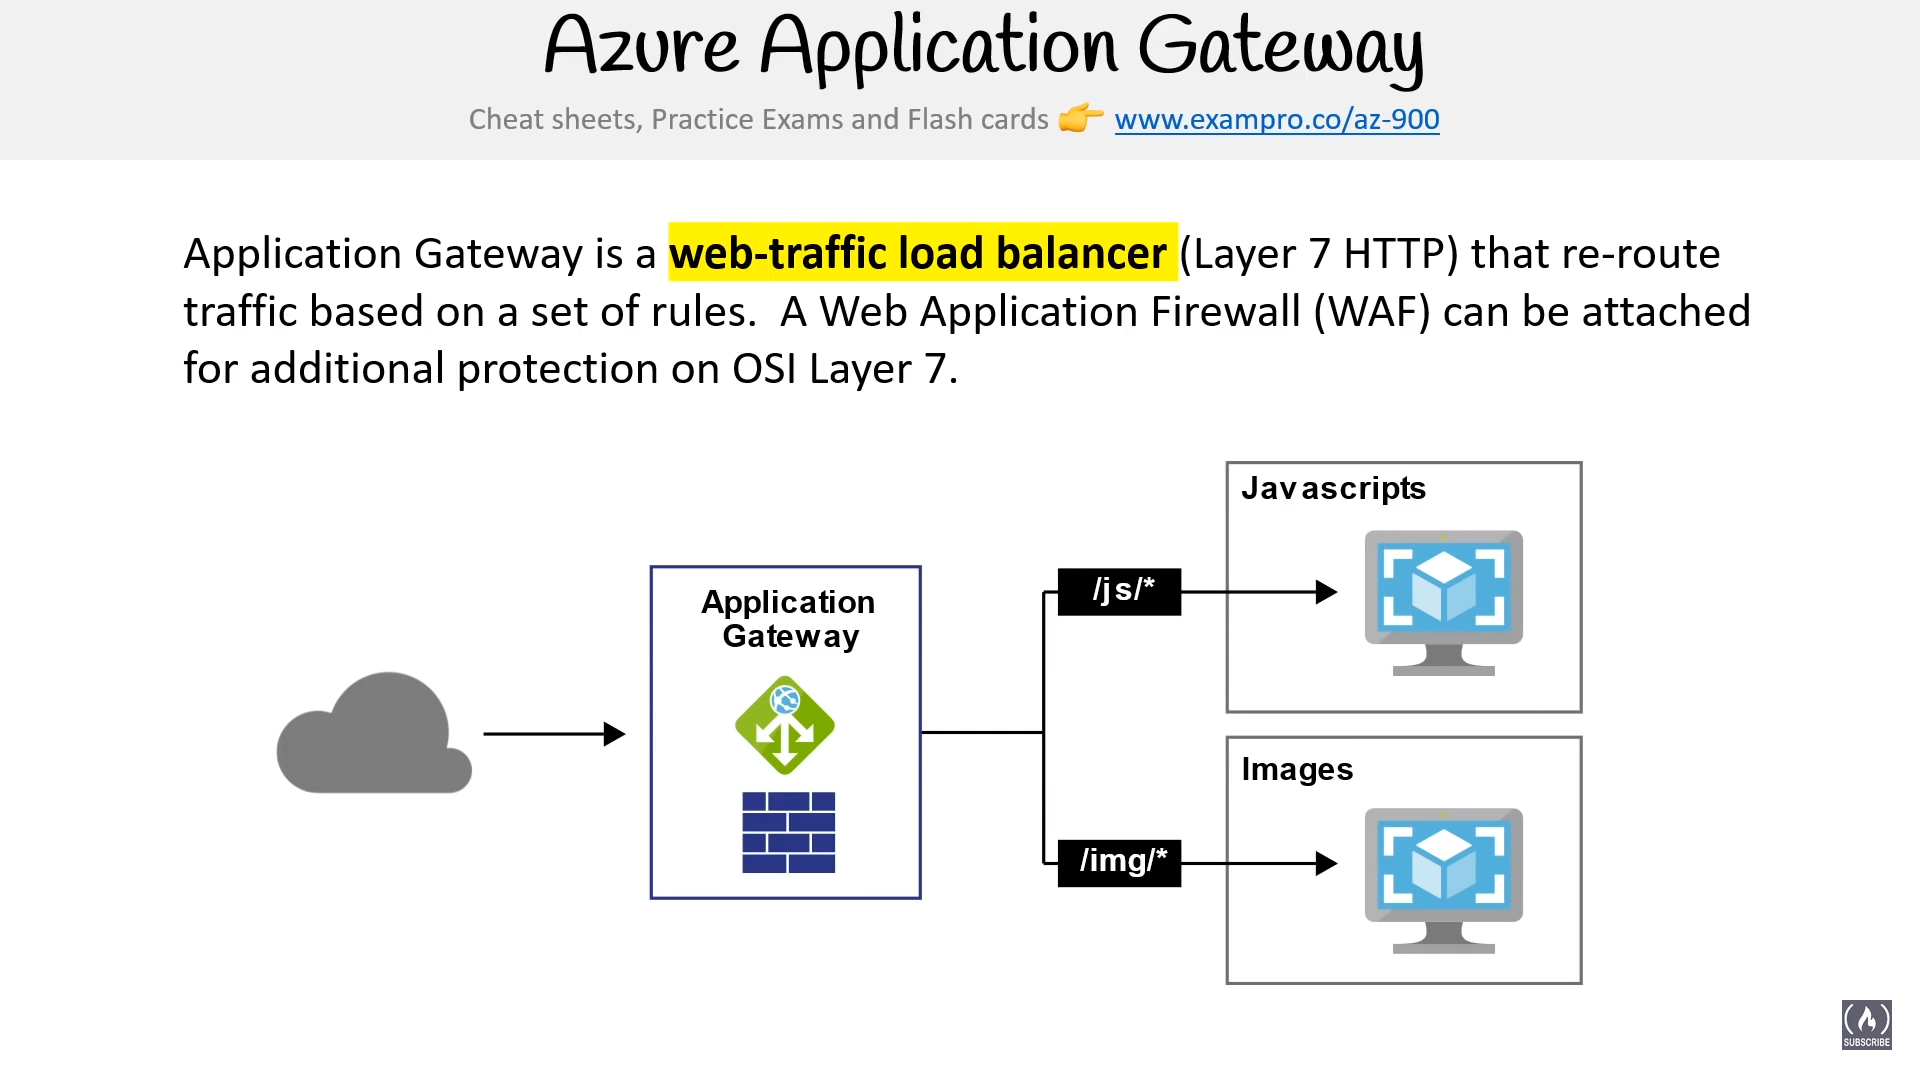 Azure Application Gateway
Cheat sheets, Practice Exams and Flash cards 👉 www.exampro.co/az-900
Application Gateway is a web-traffic load balancer (Layer 7 HTTP) that re-route
traffic based on a set of rules.  A Web Application Firewall (WAF) can be attached
for additional protection on OSI Layer 7.
Javascripts
Application
Gateway
/js/*
Images
/img/*
SUBSCRIBE